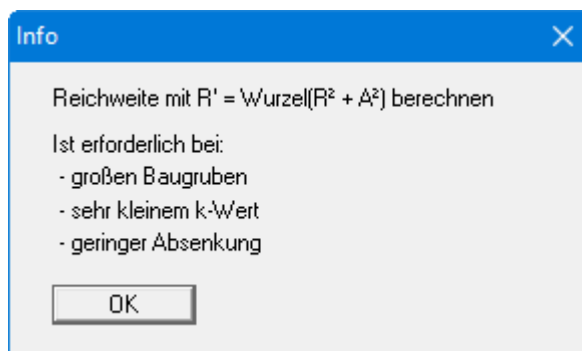 Info
Reichweite mit R' = Wurzel(R² + A²) berechnen
Ist erforderlich bei:
- großen Baugruben
- sehr kleinem k-Wert
- geringer Absenkung
OK